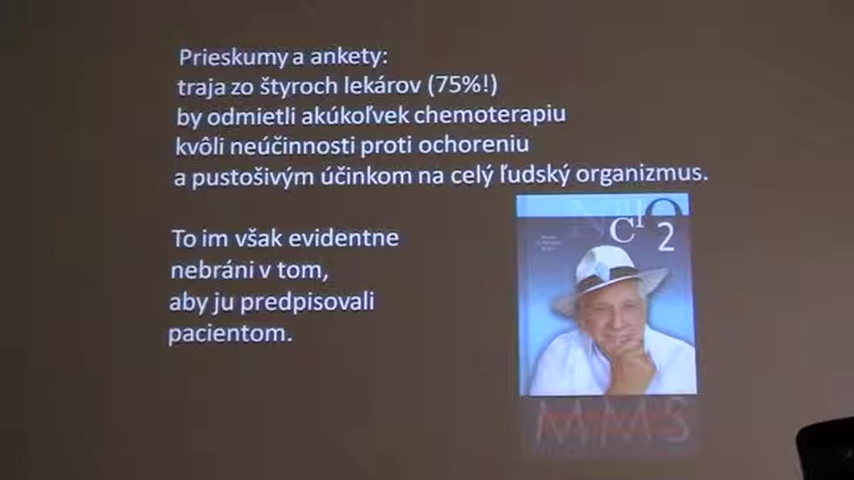 Prieskumy a ankety:
traja zo štyroch lekárov (75%!)
by odmietli akúkoľvek chemoterapiu
kvôli neúčinnosti proti ochoreniu
a pustošivým účinkom na celý ľudský organizmus.
To im však evidentne
nebráni v tom,
aby ju predpisovali
pacientom.
ClO
2
MMS